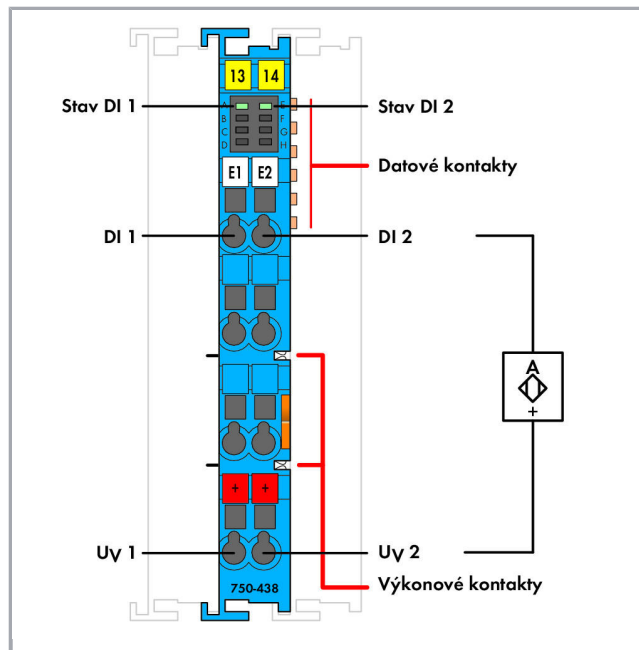 13 14
Stav DI 1
A E
Stav DI 2
B F
C G
D H
Datové kontakty
E1 E2
DI 1
DI 2
A
+
+ +
UV 1
UV 2
Výkonové kontakty
750-438